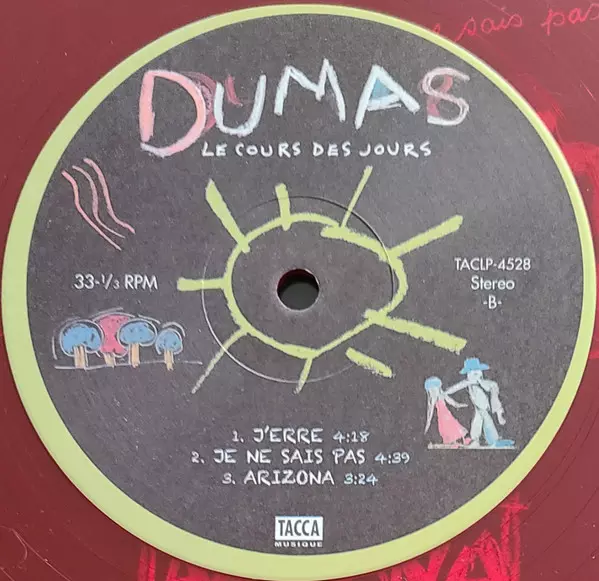 e sais pas
DUMAS
LE COURS DES JOURS
33-⅓ RPM
TACLP-4528
Stereo
-B-
1. J'ERRE 4:18
2. JE NE SAIS PAS 4:39
3. ARIZONA 3:24
TACCA
MUSIQUE